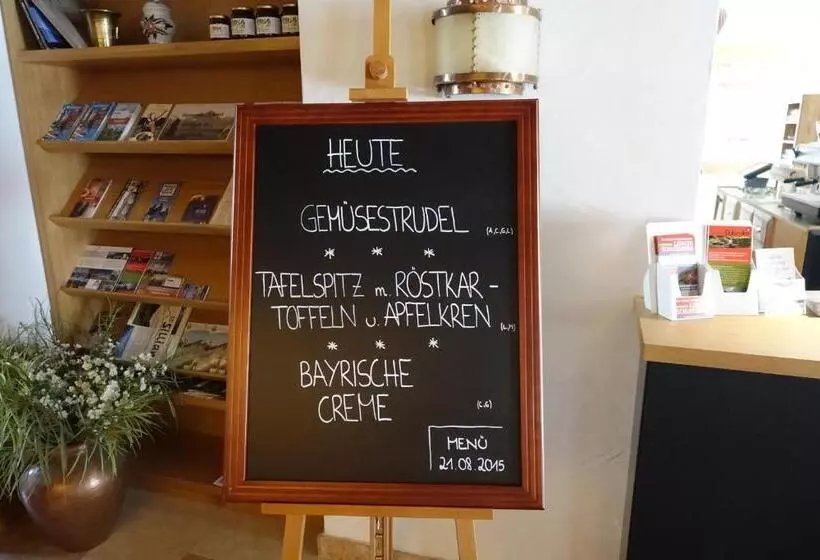 HEUTE
GEMÜSESTRUDEL (A,C,G,L)
* * *
TAFELSPITZ m. RÖSTKAR-
TOFFELN u. APFELKREN (L,M)
* * *
BAYRISCHE
CREME (C,G)
MENÜ
21.08.2015